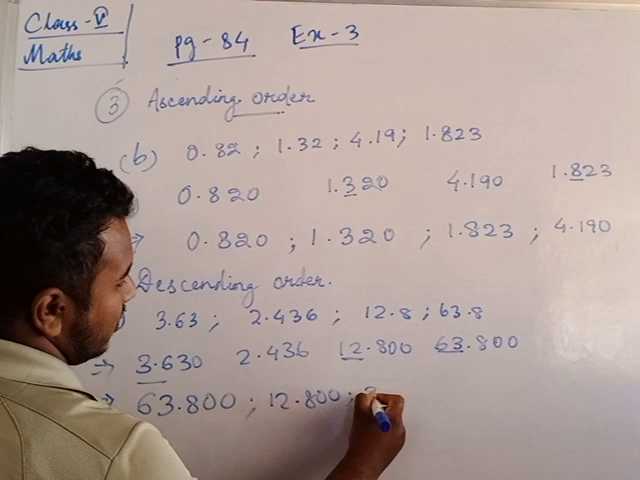 Class - V
Maths
Pg - 84 Ex - 3
3 Ascending order
(b) 0.82 ; 1.32 ; 4.19 ; 1.823
0.820 1.320 4.190 1.823
⇒ 0.820 ; 1.320 ; 1.823 ; 4.190
Descending order.
) 3.63 ; 2.436 ; 12.8 ; 63.8
→ 3.630 2.436 12.800 63.800
⇒ 63.800 ; 12.800 ;